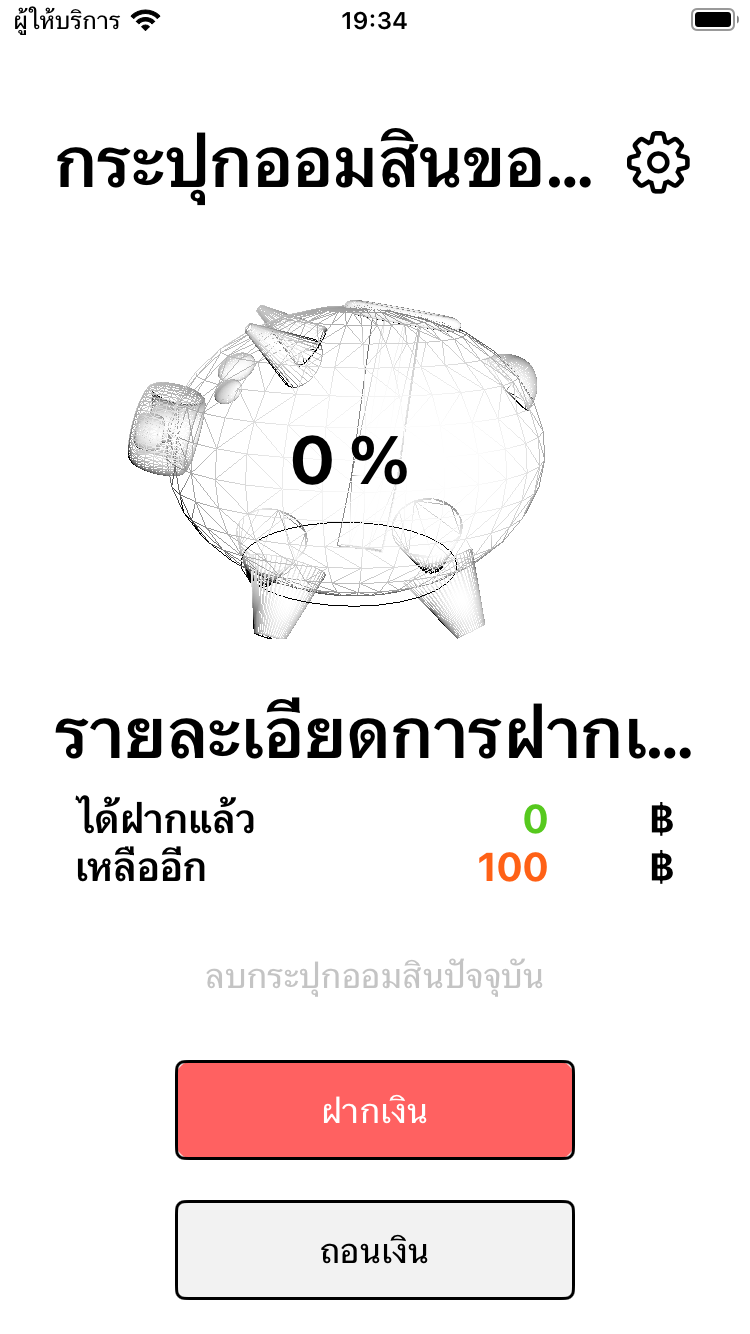 ผู้ให้บริการ 19:34
กระปุกออมสินขอ...
0 %
รายละเอียดการฝากเ...
ได้ฝากแล้ว 0 ฿
เหลืออีก 100 ฿
ลบกระปุกออมสินปัจจุบัน
ฝากเงิน
ถอนเงิน